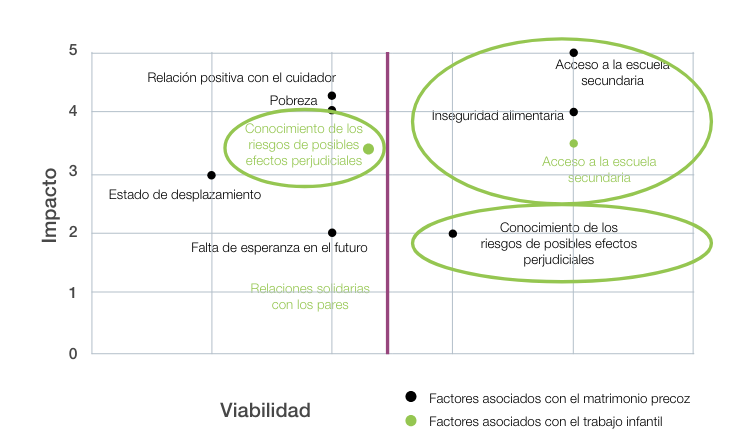 5
Acceso a la escuela
secundaria
Relación positiva con el cuidador
Pobreza
4
Inseguridad alimentaria
Conocimiento de los
riesgos de posibles
efectos perjudiciales
Acceso a la escuela
secundaria
3
Estado de desplazamiento
Impacto
2
Conocimiento de los
riesgos de posibles efectos
perjudiciales
Falta de esperanza en el futuro
Relaciones solidarias
con los pares
1
0
Viabilidad
Factores asociados con el matrimonio precoz
Factores asociados con el trabajo infantil